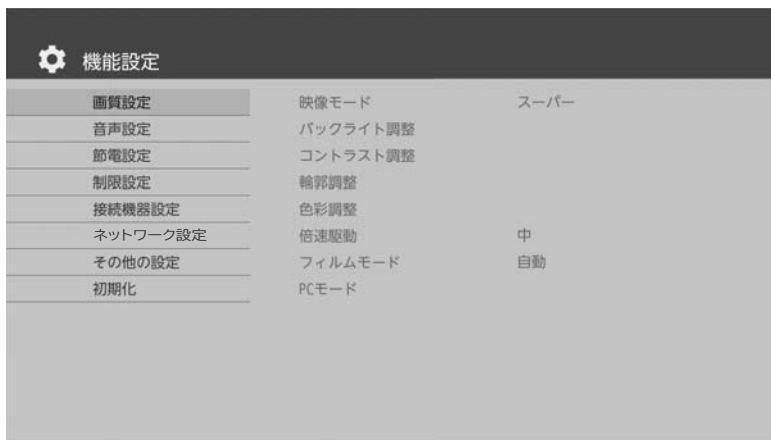 機能設定
画質設定 映像モード スーパー
音声設定 バックライト調整
節電設定 コントラスト調整
制限設定 輪郭調整
接続機器設定 色彩調整
ネットワーク設定 倍速駆動 中
その他の設定 フィルムモード 自動
初期化 PCモード